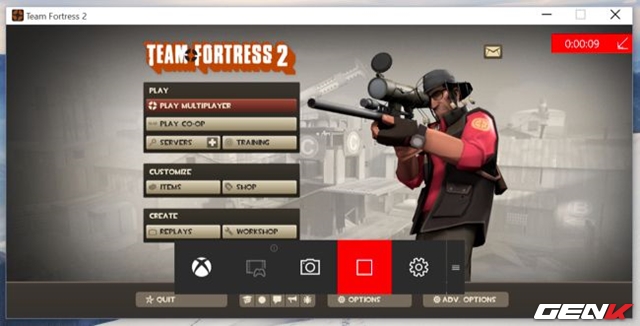 Team Fortress 2
0:00:09
TEAM FORTRESS 2
PLAY
PLAY MULTIPLAYER
PLAY CO-OP
SERVERS TRAINING
CUSTOMIZE
ITEMS SHOP
CREATE
REPLAYS WORKSHOP
QUIT OPTIONS ADV. OPTIONS
GENK